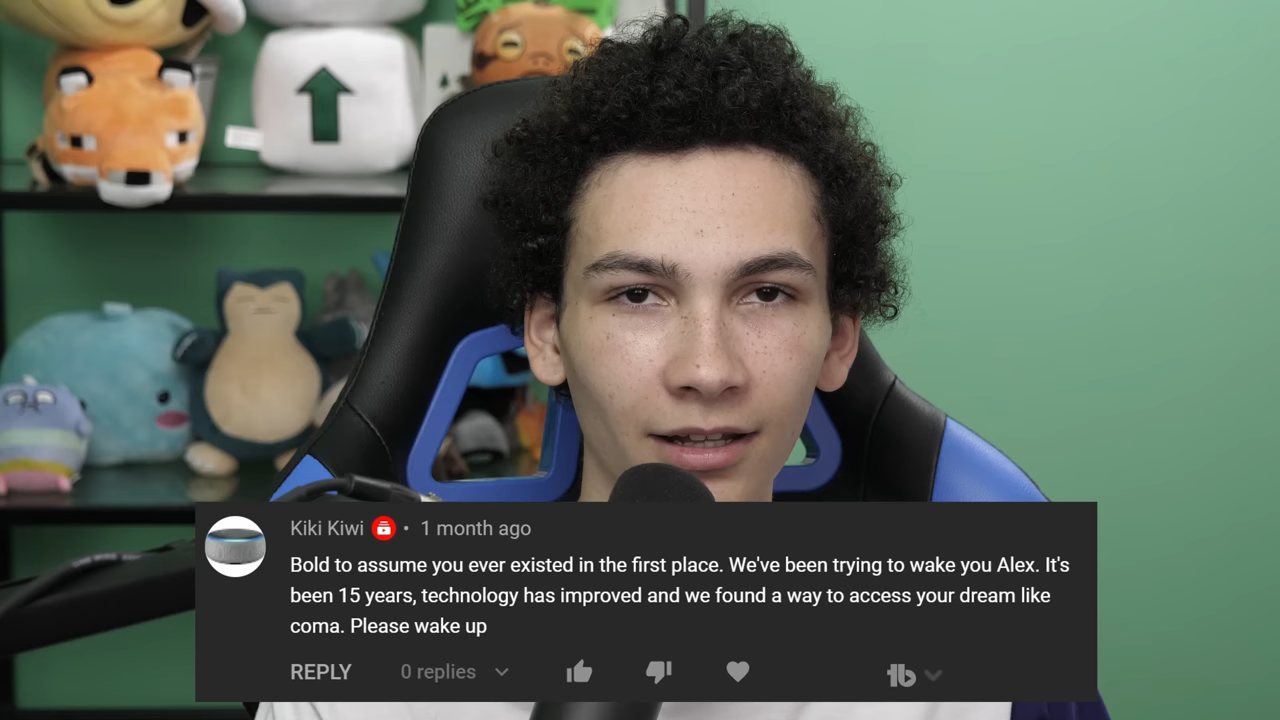 Kiki Kiwi • 1 month ago
Bold to assume you ever existed in the first place. We've been trying to wake you Alex. It's
been 15 years, technology has improved and we found a way to access your dream like
coma. Please wake up
REPLY 0 replies